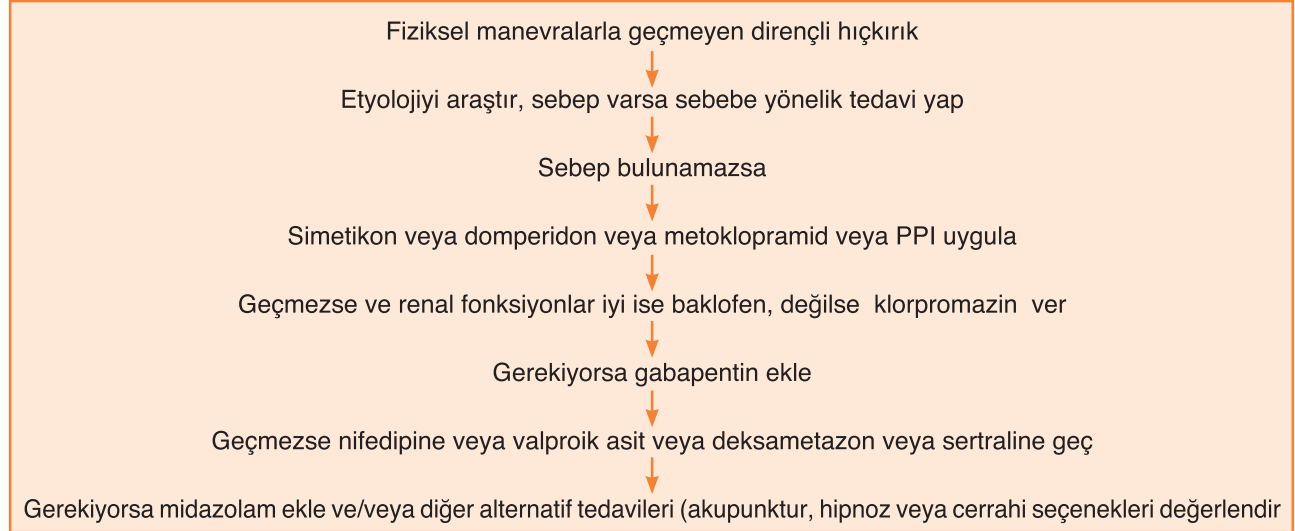 Fiziksel manevralarla geçmeyen dirençli hıçkırık
Etyolojiyi araştır, sebep varsa sebebe yönelik tedavi yap
Sebep bulunamazsa
Simetikon veya domperidon veya metoklopramid veya PPI uygula
Geçmezse ve renal fonksiyonlar iyi ise baklofen, değilse klorpromazin ver
Gerekiyorsa gabapentin ekle
Geçmezse nifedipine veya valproik asit veya deksametazon veya sertraline geç
Gerekiyorsa midazolam ekle ve/veya diğer alternatif tedavileri (akupunktur, hipnoz veya cerrahi seçenekleri değerlendir